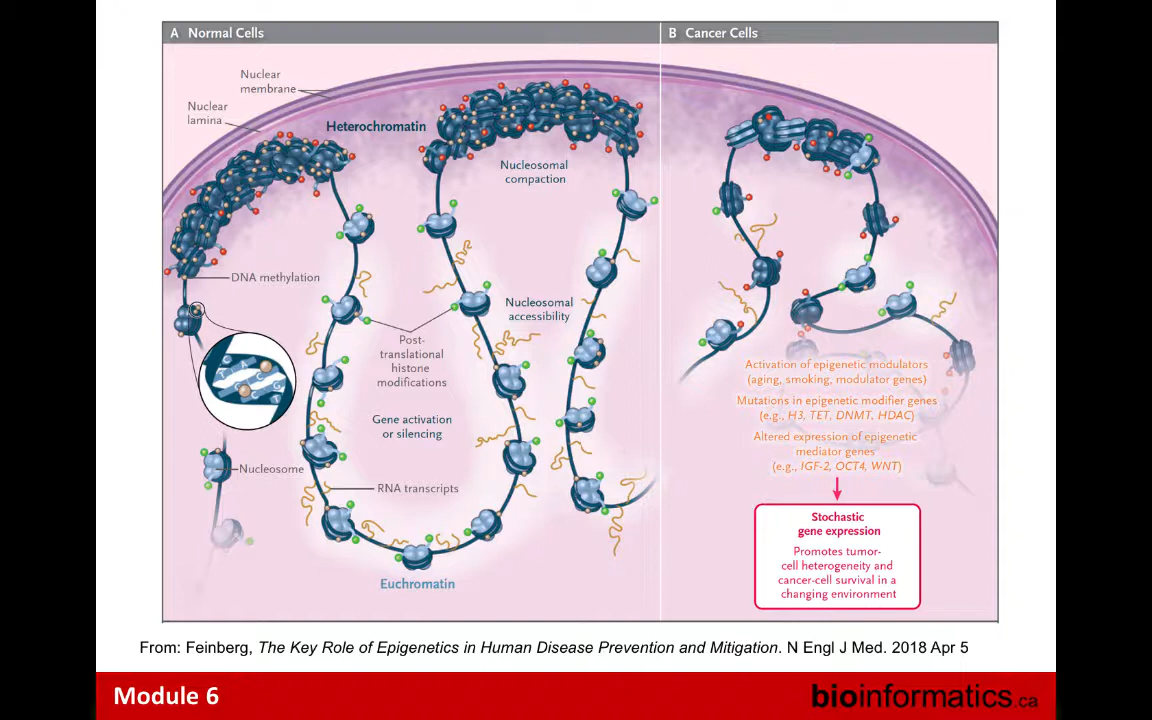 A Normal Cells
B Cancer Cells
Nuclear
membrane
Nuclear
lamina
Heterochromatin
Nucleosomal
compaction
DNA methylation
Nucleosomal
accessibility
Post-
translational
histone
modifications
Gene activation
or silencing
Nucleosome
RNA transcripts
Euchromatin
Activation of epigenetic modulators
(aging, smoking, modulator genes)
Mutations in epigenetic modifier genes
(e.g., H3, TET, DNMT, HDAC)
Altered expression of epigenetic
mediator genes
(e.g., IGF-2, OCT4, WNT)
Stochastic
gene expression
Promotes tumor-
cell heterogeneity and
cancer-cell survival in a
changing environment
From: Feinberg, The Key Role of Epigenetics in Human Disease Prevention and Mitigation. N Engl J Med. 2018 Apr 5
Module 6
bioinformatics.ca